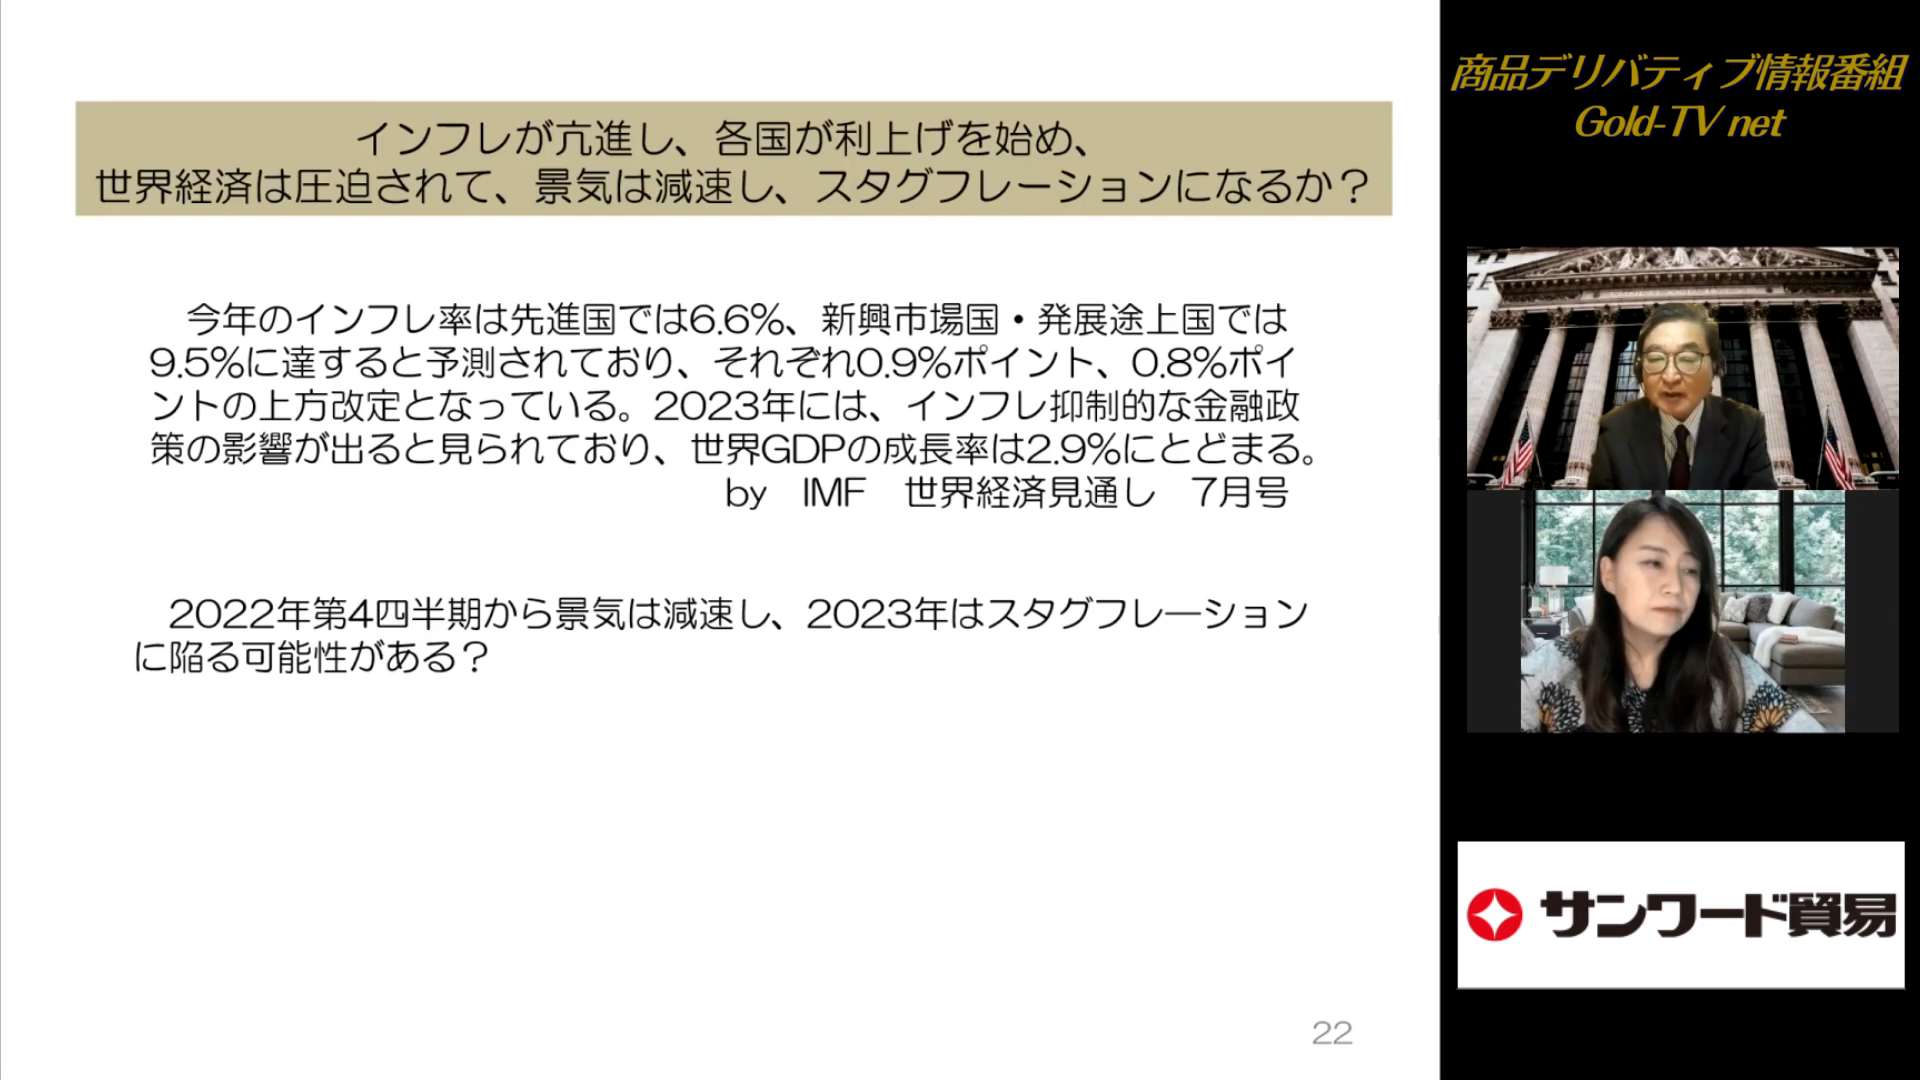 インフレが亢進し、各国が利上げを始め、
世界経済は圧迫されて、景気は減速し、スタグフレーションになるか？
今年のインフレ率は先進国では6.6%、新興市場国・発展途上国では
9.5%に達すると予測されており、それぞれ0.9%ポイント、0.8%ポイ
ントの上方改定となっている。2023年には、インフレ抑制的な金融政
策の影響が出ると見られており、世界GDPの成長率は2.9%にとどまる。
by　IMF　世界経済見通し　7月号
2022年第4四半期から景気は減速し、2023年はスタグフレーション
に陥る可能性がある？
22
商品デリバティブ情報番組
Gold-TV net
サンワード貿易